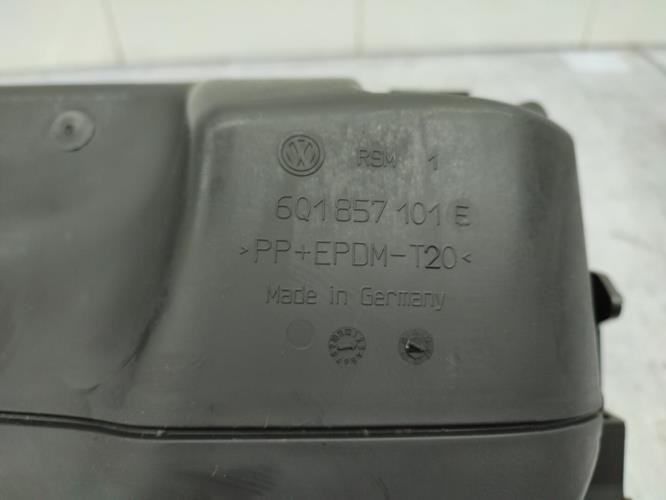 RSM 1
6Q1 857 101 E
>PP+EPDM-T20<
Made in Germany